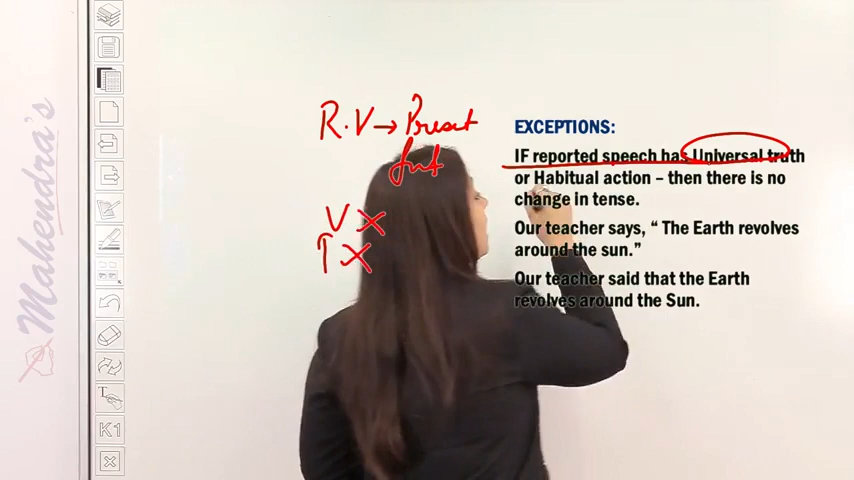 Mahendra's
T
K1
R.V → Present
fut
V X
T X
EXCEPTIONS:
IF reported speech has Universal truth
or Habitual action – then there is no
change in tense.
Our teacher says, “ The Earth revolves
around the sun.”
Our teacher said that the Earth
revolves around the Sun.